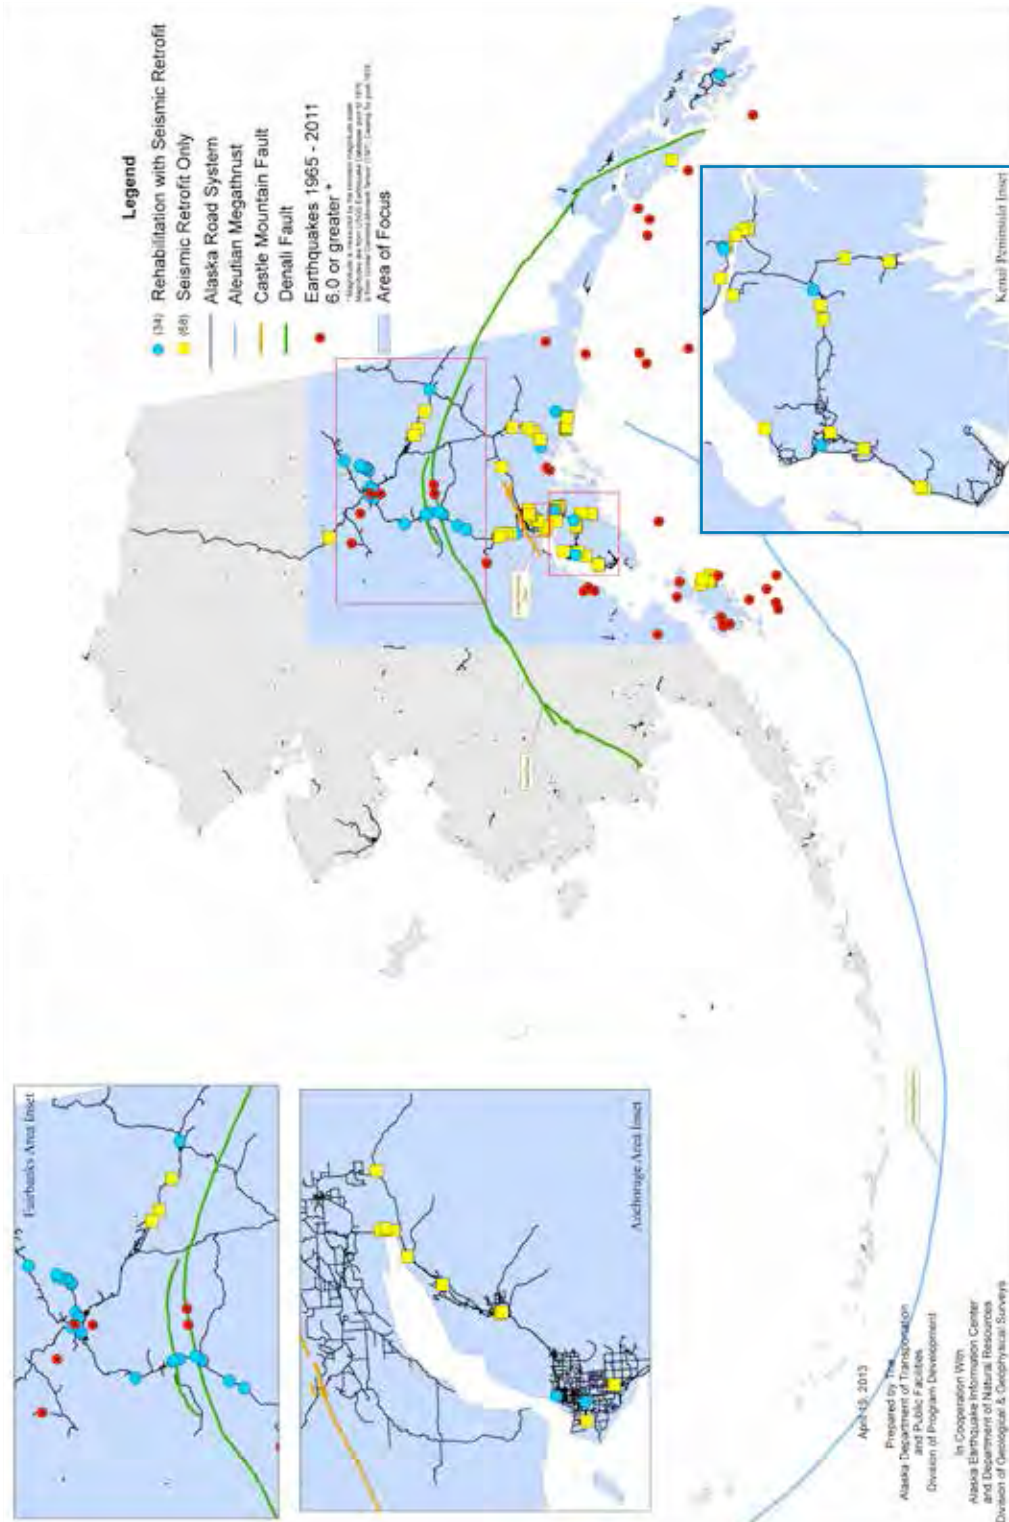 Legend
(34) Rehabilitation with Seismic Retrofit
(68) Seismic Retrofit Only
Alaska Road System
Aleutian Megathrust
Castle Mountain Fault
Denali Fault
Earthquakes 1965 - 2011
6.0 or greater *
Area of Focus
Kenai Peninsula Inset
Fairbanks Area Inset
Anchorage Area Inset
April 15, 2013
Prepared by The
Alaska Department of Transportation
and Public Facilities
Division of Program Development
In Cooperation With
Alaska Earthquake Information Center
and Department of Natural Resources
Division of Geological & Geophysical Surveys